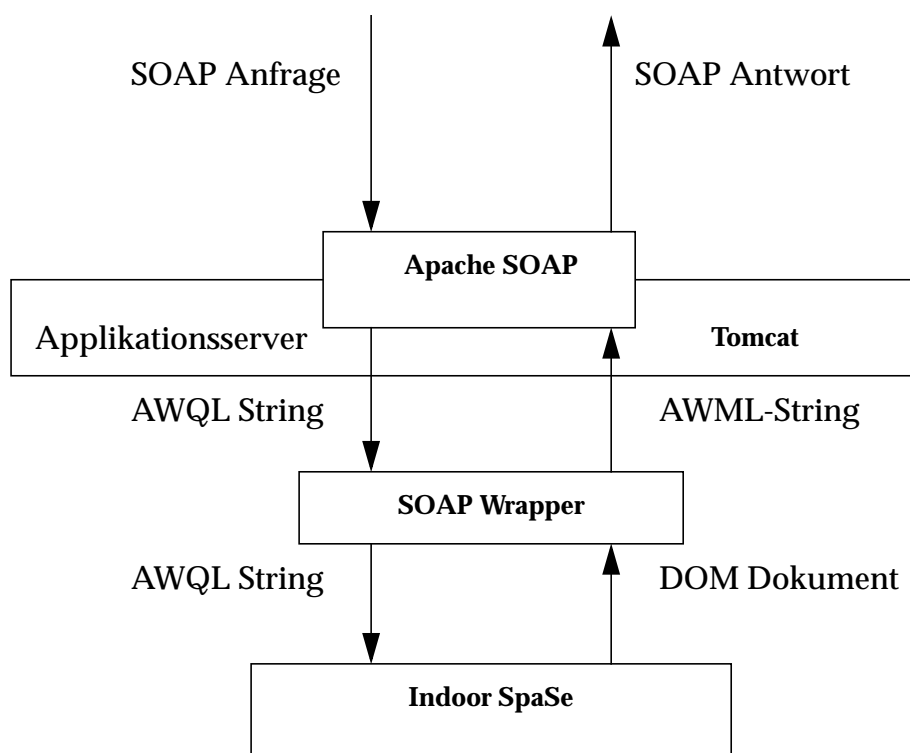 SOAP Anfrage
SOAP Antwort
Apache SOAP
Applikationsserver
Tomcat
AWQL String
AWML-String
SOAP Wrapper
AWQL String
DOM Dokument
Indoor SpaSe